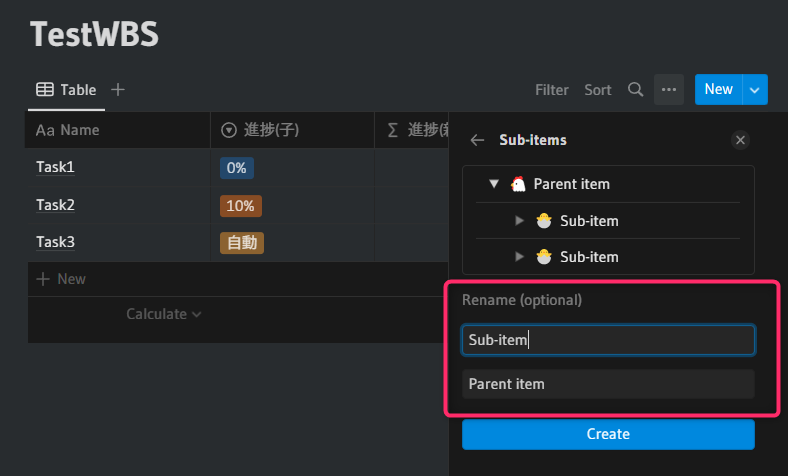 TestWBS
Table
Filter Sort
New
Aa Name 進捗(子) Σ 進捗(
Sub-items
Task1 0%
Parent item
Task2 10%
Sub-item
Task3 自動
Sub-item
New
Rename (optional)
Calculate
Sub-item
Parent item
Create